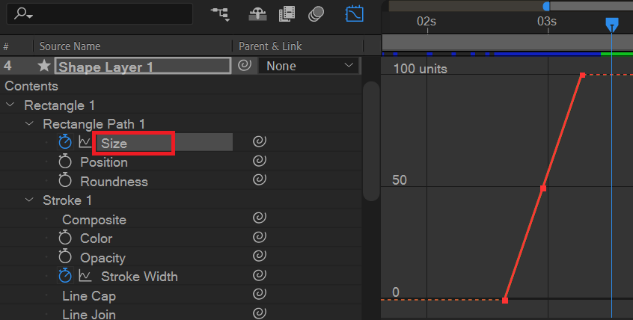 02s 03s
# Source Name Parent & Link
4 Shape Layer 1 None
100 units
Contents
Rectangle 1
Rectangle Path 1
Size
Position
50
Roundness
Stroke 1
Composite
Color
Opacity
Stroke Width
0
Line Cap
Line Join